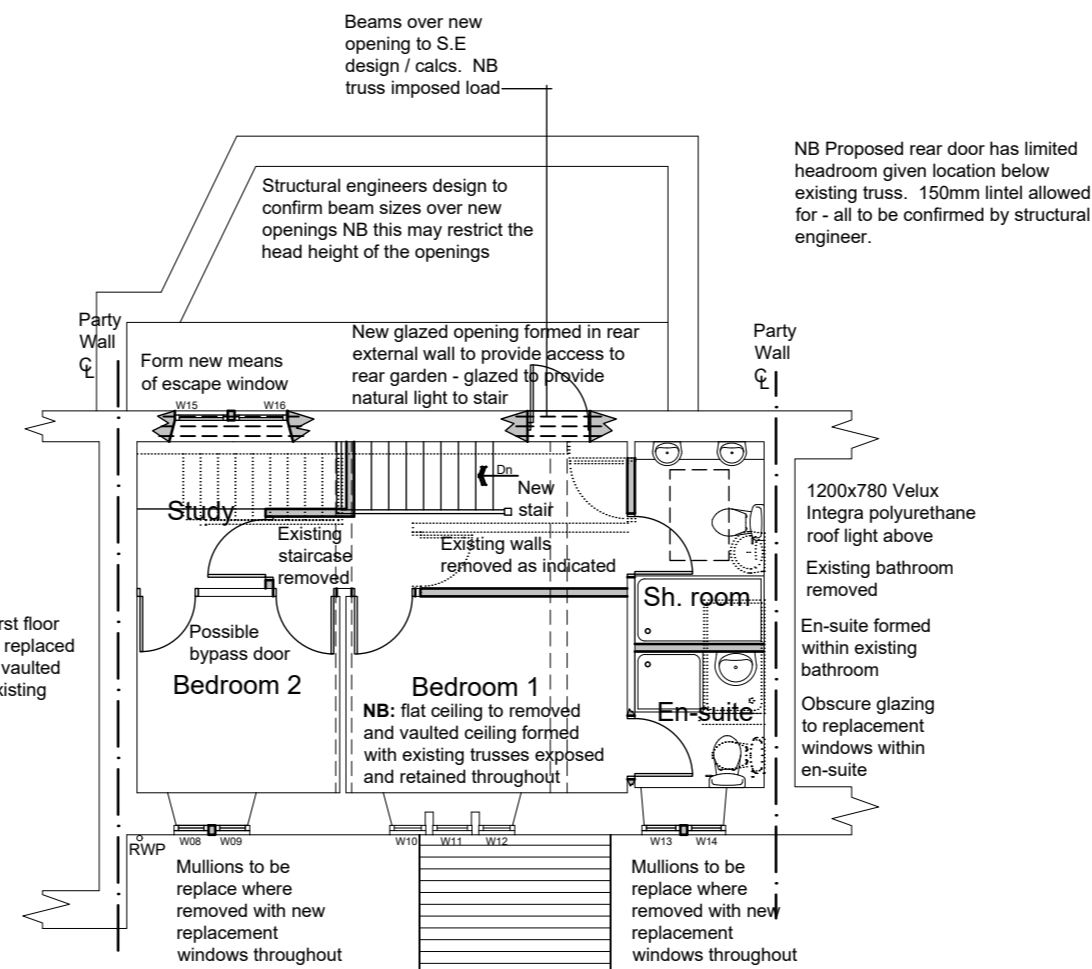 Beams over new
opening to S.E
design / calcs.  NB
truss imposed load
NB Proposed rear door has limited
headroom given location below
existing truss.  150mm lintel allowed
for - all to be confirmed by structural
engineer.
Structural engineers design to
confirm beam sizes over new
openings NB this may restrict the
head height of the openings
Party
Wall
CL
Form new means
of escape window
New glazed opening formed in rear
external wall to provide access to
rear garden - glazed to provide
natural light to stair
Party
Wall
CL
W15
W16
Dn
New
stair
Study
Existing
staircase
removed
Existing walls
removed as indicated
1200x780 Velux
Integra polyurethane
roof light above
Existing bathroom
removed
Sh. room
En-suite formed
within existing
bathroom
rst floor
replaced
vaulted
xisting
Possible
bypass door
Bedroom 2
Bedroom 1
NB: flat ceiling to removed
and vaulted ceiling formed
with existing trusses exposed
and retained throughout
En-suite
Obscure glazing
to replacement
windows within
en-suite
W08
W09
W10
W11
W12
W13
W14
RWP
Mullions to be
replace where
removed with new
replacement
windows throughout
Mullions to be
replace where
removed with new
replacement
windows throughout